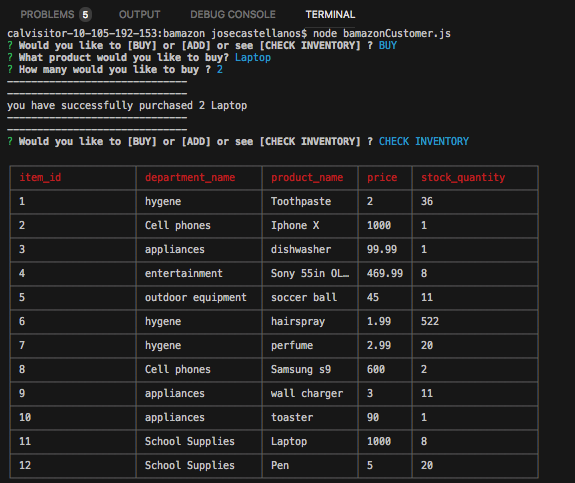 PROBLEMS 5 OUTPUT DEBUG CONSOLE TERMINAL
calvisitor-10-105-192-153:bamazon josecastellanos$ node bamazonCustomer.js
? Would you like to [BUY] or [ADD] or see [CHECK INVENTORY] ? BUY
? What product would you like to buy? Laptop
? How many would you like to buy ? 2
------------------------------
------------------------------
you have successfully purchased 2 Laptop
------------------------------
------------------------------
? Would you like to [BUY] or [ADD] or see [CHECK INVENTORY] ? CHECK INVENTORY
item_id department_name product_name price stock_quantity
1 hygene Toothpaste 2 36
2 Cell phones Iphone X 1000 1
3 appliances dishwasher 99.99 1
4 entertainment Sony 55in OL… 469.99 8
5 outdoor equipment soccer ball 45 11
6 hygene hairspray 1.99 522
7 hygene perfume 2.99 20
8 Cell phones Samsung s9 600 2
9 appliances wall charger 3 11
10 appliances toaster 90 1
11 School Supplies Laptop 1000 8
12 School Supplies Pen 5 20